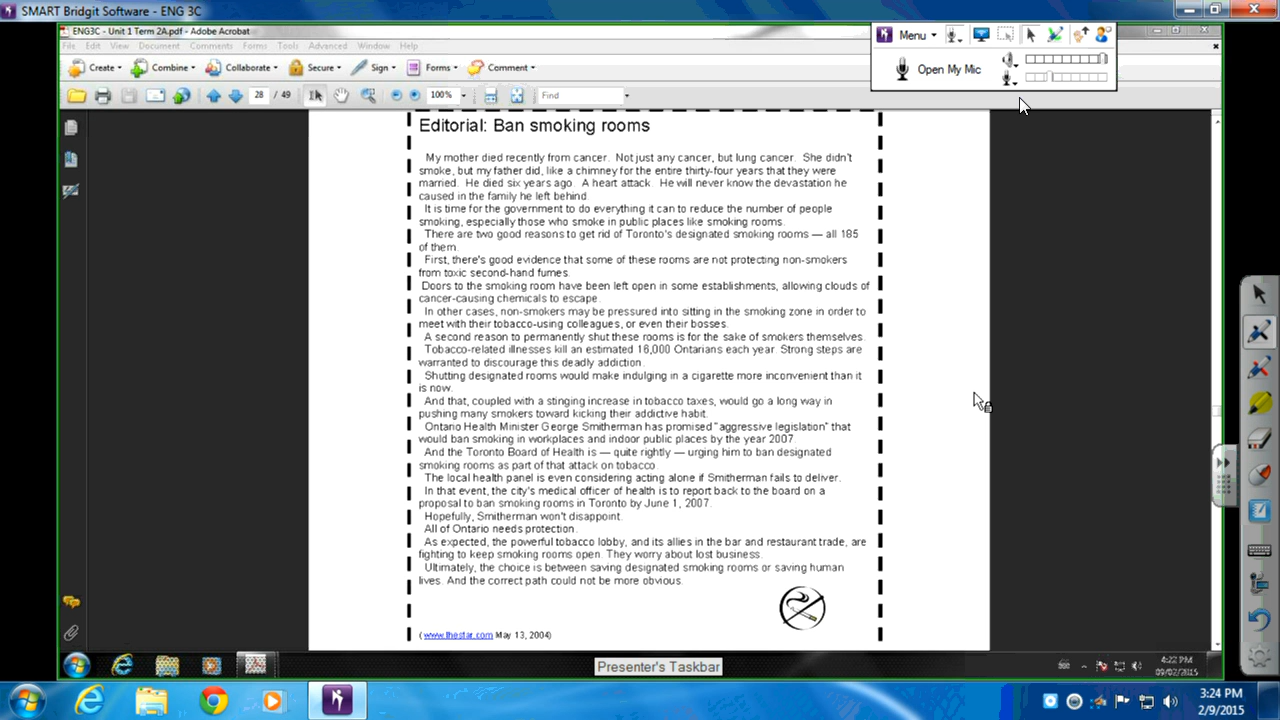 SMART Bridgit Software - ENG 3C
ENG3C - Unit 1 Term 2A.pdf - Adobe Acrobat
File Edit View Document Comments Forms Tools Advanced Window Help
Menu
Create Combine Collaborate Secure Sign Forms Comment
Open My Mic
28 / 49 100% Find
Editorial: Ban smoking rooms
My mother died recently from cancer. Not just any cancer, but lung cancer. She didn't
smoke, but my father did, like a chimney for the entire thirty-four years that they were
married. He died six years ago. A heart attack. He will never know the devastation he
caused in the family he left behind.
It is time for the government to do everything it can to reduce the number of people
smoking, especially those who smoke in public places like smoking rooms.
There are two good reasons to get rid of Toronto's designated smoking rooms — all 185
of them.
First, there's good evidence that some of these rooms are not protecting non-smokers
from toxic second-hand fumes.
Doors to the smoking room have been left open in some establishments, allowing clouds of
cancer-causing chemicals to escape.
In other cases, non-smokers may be pressured into sitting in the smoking zone in order to
meet with their tobacco-using colleagues, or even their bosses.
A second reason to permanently shut these rooms is for the sake of smokers themselves.
Tobacco-related illnesses kill an estimated 16,000 Ontarians each year. Strong steps are
warranted to discourage this deadly addiction.
Shutting designated rooms would make indulging in a cigarette more inconvenient than it
is now.
And that, coupled with a stinging increase in tobacco taxes, would go a long way in
pushing many smokers toward kicking their addictive habit.
Ontario Health Minister George Smitherman has promised "aggressive legislation" that
would ban smoking in workplaces and indoor public places by the year 2007.
And the Toronto Board of Health is — quite rightly — urging him to ban designated
smoking rooms as part of that attack on tobacco.
The local health panel is even considering acting alone if Smitherman fails to deliver.
In that event, the city's medical officer of health is to report back to the board on a
proposal to ban smoking rooms in Toronto by June 1, 2007.
Hopefully, Smitherman won't disappoint.
All of Ontario needs protection.
As expected, the powerful tobacco lobby, and its allies in the bar and restaurant trade, are
fighting to keep smoking rooms open. They worry about lost business.
Ultimately, the choice is between saving designated smoking rooms or saving human
lives. And the correct path could not be more obvious.
(www.thestar.com May 13, 2004)
Presenter's Taskbar
4:22 PM
09/02/2015
3:24 PM
2/9/2015